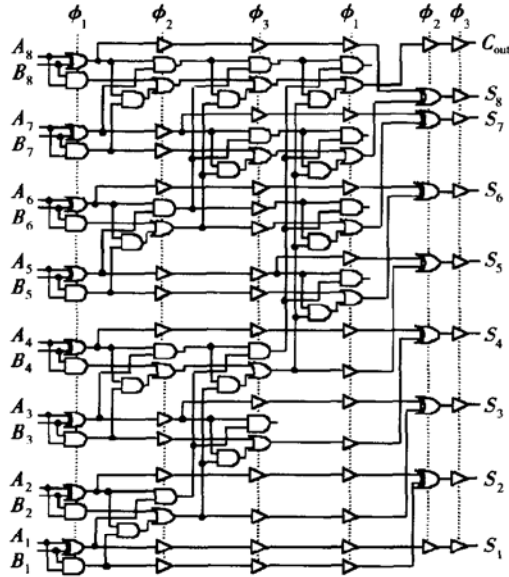 ϕ₁ ϕ₂ ϕ₃ ϕ₁ ϕ₂ ϕ₃
A₈ C_out
B₈
S₈
A₇ S₇
B₇
A₆ S₆
B₆
A₅ S₅
B₅
A₄ S₄
B₄
A₃ S₃
B₃
A₂ S₂
B₂
A₁ S₁
B₁